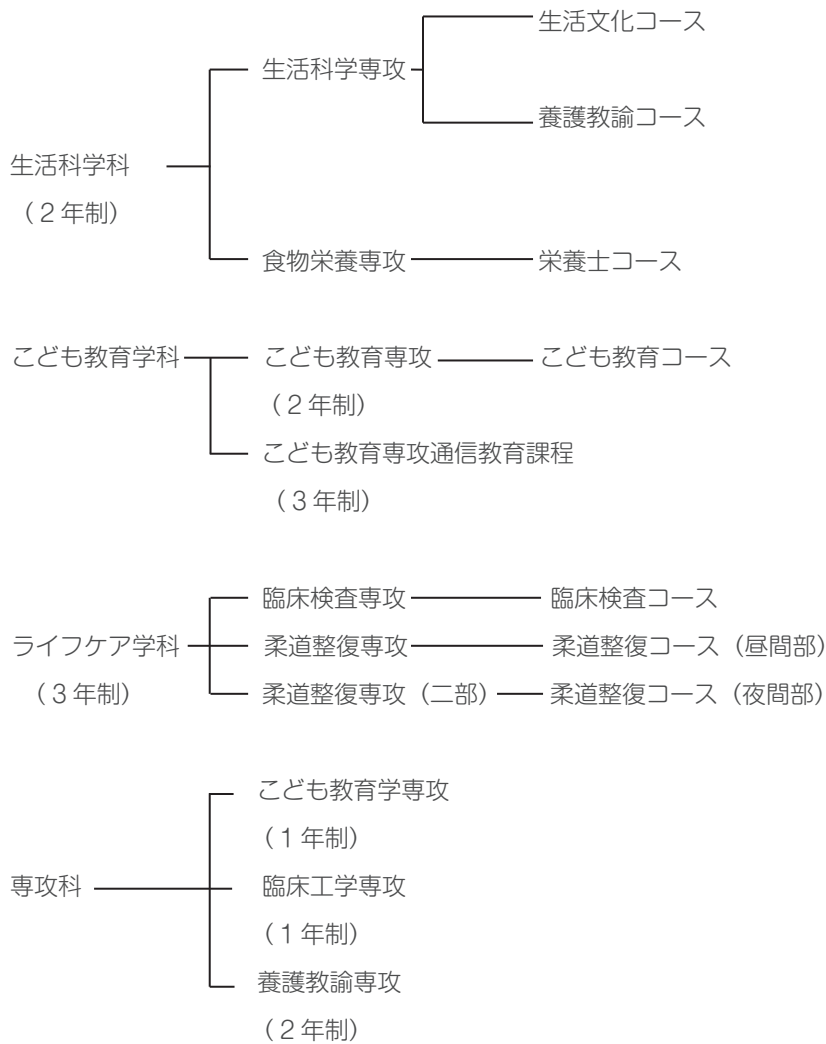 生活文化コース
生活科学専攻
養護教諭コース
生活科学科
（２年制）
食物栄養専攻 栄養士コース
こども教育学科 こども教育専攻 こども教育コース
（２年制）
こども教育専攻通信教育課程
（３年制）
臨床検査専攻 臨床検査コース
ライフケア学科 柔道整復専攻 柔道整復コース（昼間部）
（３年制） 柔道整復専攻（二部） 柔道整復コース（夜間部）
こども教育学専攻
（１年制）
専攻科 臨床工学専攻
（１年制）
養護教諭専攻
（２年制）